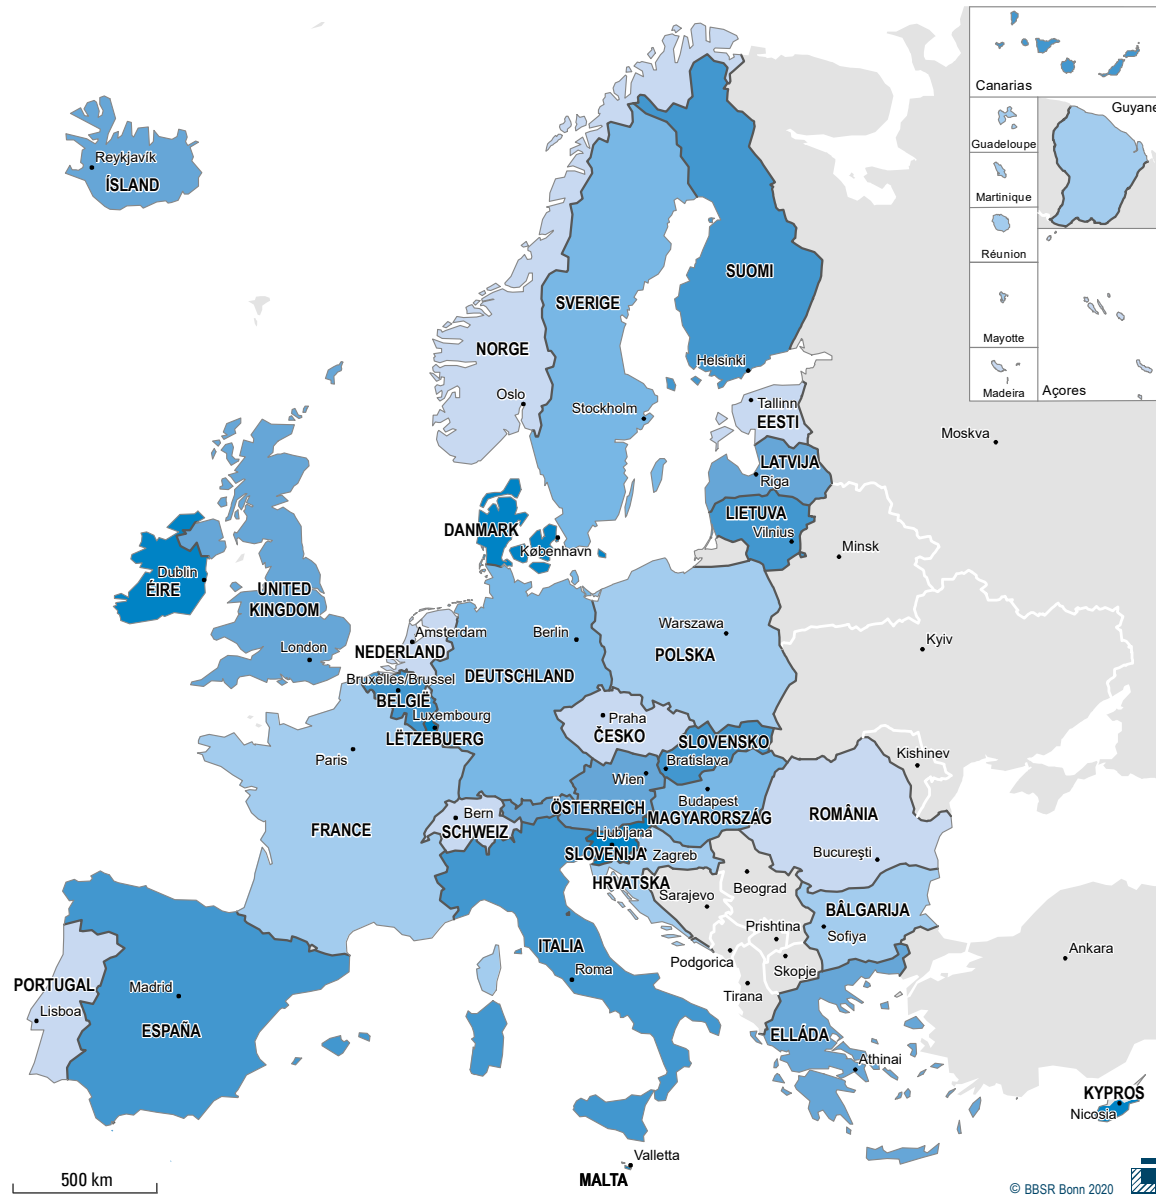 Canarias
Guyane
Guadeloupe
Martinique
Réunion
Mayotte
Madeira
Açores
Reykjavík
ÍSLAND
SUOMI
SVERIGE
NORGE
Helsinki
Oslo
Stockholm
Tallinn
EESTI
Moskva
LATVIJA
Riga
LIETUVA
Vilnius
DANMARK
København
Minsk
Dublin
ÉIRE
UNITED
KINGDOM
London
Amsterdam
NEDERLAND
Berlin
Warszawa
POLSKA
Kyiv
Bruxelles/Brussel
BELGIË
DEUTSCHLAND
Luxembourg
LËTZEBUERG
Praha
ČESKO
SLOVENSKO
Bratislava
Kishinev
Paris
Wien
ÖSTERREICH
Budapest
MAGYARORSZÁG
FRANCE
Bern
SCHWEIZ
ROMÂNIA
Ljubljana
SLOVENIJA
Zagreb
București
HRVATSKA
Sarajevo
Beograd
BÂLGARIJA
Sofiya
Prishtina
ITALIA
Roma
Podgorica
Skopje
Tirana
Ankara
PORTUGAL
Lisboa
Madrid
ESPAÑA
ELLÁDA
Athinai
KYPROS
Nicosia
Valletta
MALTA
500 km
© BBSR Bonn 2020